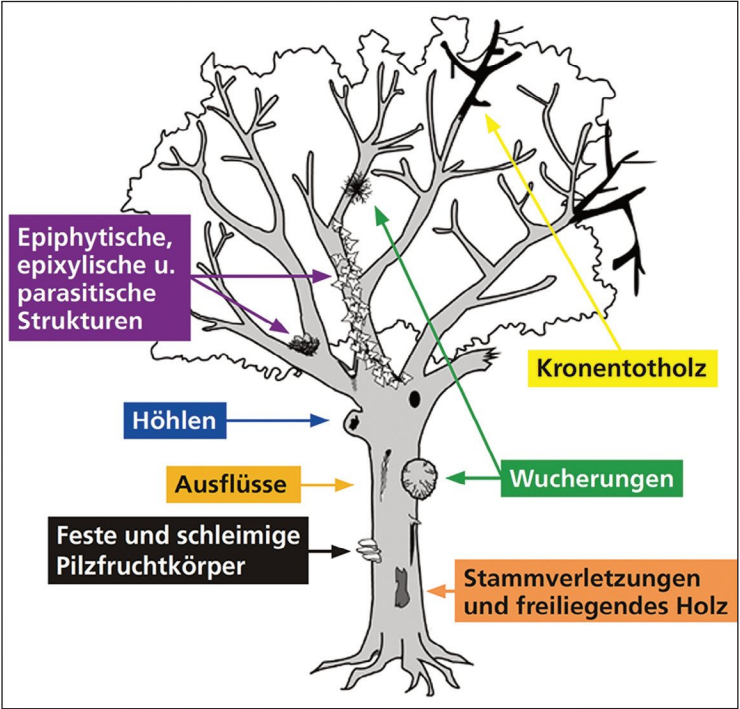 Epiphytische,
epixylische u.
parasitische
Strukturen
Kronentotholz
Höhlen
Ausflüsse
Wucherungen
Feste und schleimige
Pilzfruchtkörper
Stammverletzungen
und freiliegendes Holz